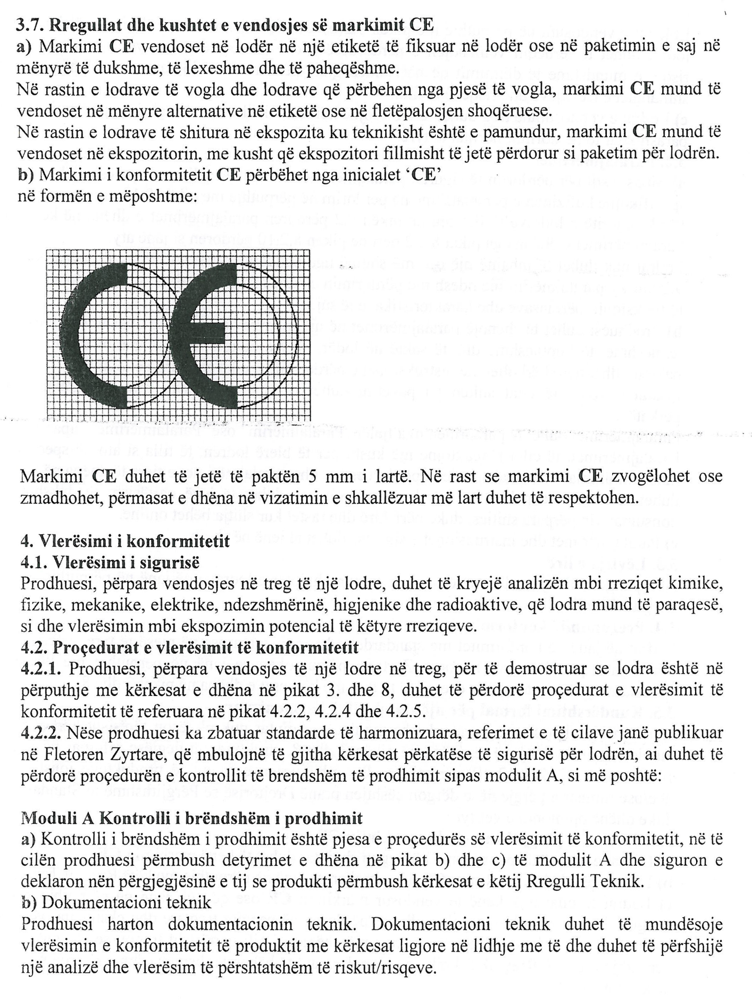 3.7. Rregullat dhe kushtet e vendosjes së markimit CE
a) Markimi CE vendoset në lodër në një etiketë të fiksuar në lodër ose në paketimin e saj në
mënyrë të dukshme, të lexeshme dhe të paheqëshme.
Në rastin e lodrave të vogla dhe lodrave që përbehen nga pjesë të vogla, markimi CE mund të
vendoset në mënyre alternative në etiketë ose në fletëpalosjen shoqëruese.
Në rastin e lodrave të shitura në ekspozita ku teknikisht është e pamundur, markimi CE mund të
vendoset në ekspozitorin, me kusht që ekspozitori fillmisht të jetë përdorur si paketim për lodrën.
b) Markimi i konformitetit CE përbëhet nga inicialet ‘CE’
në formën e mëposhtme:
CE
Markimi CE duhet të jetë të paktën 5 mm i lartë. Në rast se markimi CE zvogëlohet ose
zmadhohet, përmasat e dhëna në vizatimin e shkallëzuar më lart duhet të respektohen.
4. Vlerësimi i konformitetit
4.1. Vlerësimi i sigurisë
Prodhuesi, përpara vendosjes në treg të një lodre, duhet të kryejë analizën mbi rreziqet kimike,
fizike, mekanike, elektrike, ndezshmërinë, higjenike dhe radioaktive, që lodra mund të paraqesë,
si dhe vlerësimin mbi ekspozimin potencial të këtyre rreziqeve.
4.2. Proçedurat e vlerësimit të konformitetit
4.2.1. Prodhuesi, përpara vendosjes të një lodre në treg, për të demostruar se lodra është në
përputhje me kërkesat e dhëna në pikat 3. dhe 8, duhet të përdorë proçedurat e vlerësimit të
konformitetit të referuara në pikat 4.2.2, 4.2.4 dhe 4.2.5.
4.2.2. Nëse prodhuesi ka zbatuar standarde të harmonizuara, referimet e të cilave janë publikuar
në Fletoren Zyrtare, që mbulojnë të gjitha kërkesat përkatëse të sigurisë për lodrën, ai duhet të
përdorë proçedurën e kontrollit të brendshëm të prodhimit sipas modulit A, si më poshtë:
Moduli A Kontrolli i brëndshëm i prodhimit
a) Kontrolli i brëndshëm i prodhimit është pjesa e proçedurës së vlerësimit të konformitetit, në të
cilën prodhuesi përmbush detyrimet e dhëna në pikat b) dhe c) të modulit A dhe siguron e
deklaron nën përgjegjësinë e tij se produkti përmbush kërkesat e këtij Rregulli Teknik.
b) Dokumentacioni teknik
Prodhuesi harton dokumentacionin teknik. Dokumentacioni teknik duhet të mundësoje
vlerësimin e konformitetit të produktit me kërkesat ligjore në lidhje me të dhe duhet të përfshijë
një analizë dhe vlerësim të përshtatshëm të riskut/risqeve.